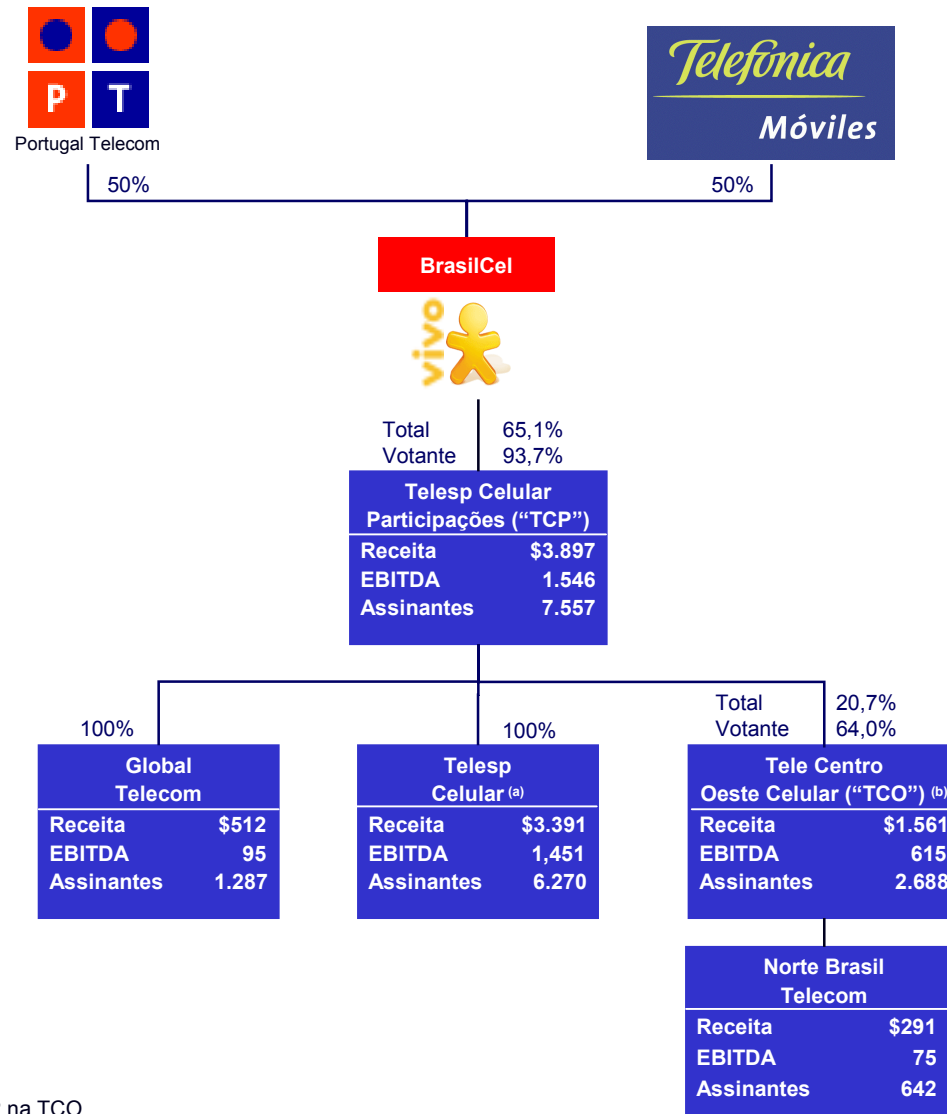 P T
Portugal Telecom
Telefónica
Móviles
50%
50%
BrasilCel
vivo
Total 65,1%
Votante 93,7%
Telesp Celular
Participações (“TCP”)
Receita $3.897
EBITDA 1.546
Assinantes 7.557
100%
100%
Total 20,7%
Votante 64,0%
Global
Telecom
Receita $512
EBITDA 95
Assinantes 1.287
Telesp
Celular (a)
Receita $3.391
EBITDA 1,451
Assinantes 6.270
Tele Centro
Oeste Celular (“TCO”) (b)
Receita $1.561
EBITDA 615
Assinantes 2.688
Norte Brasil
Telecom
Receita $291
EBITDA 75
Assinantes 642
na TCO